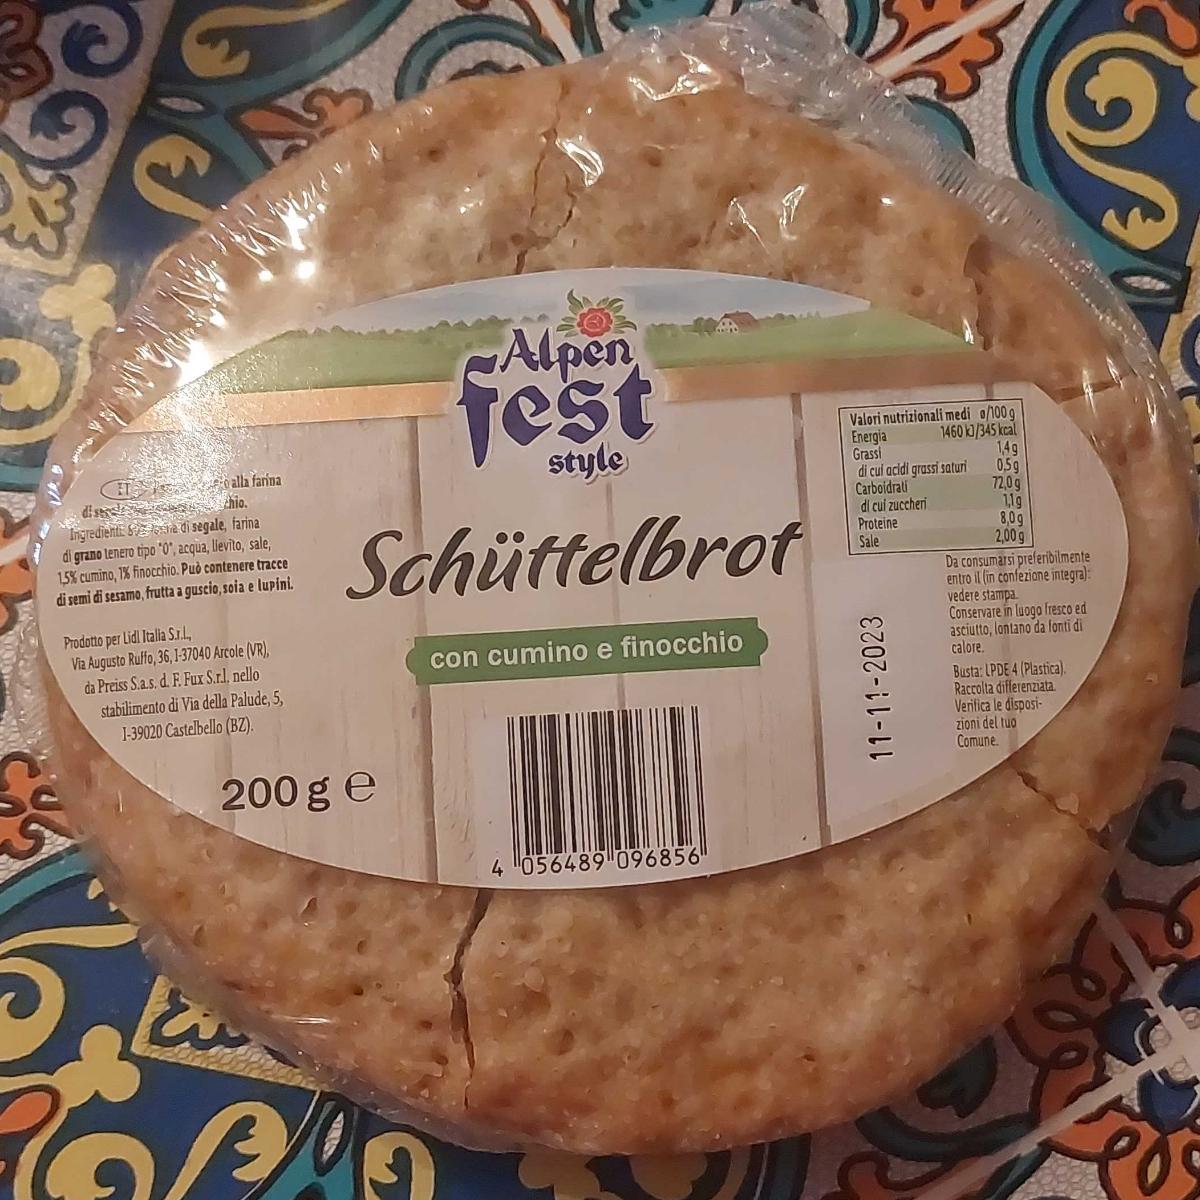 Alpen
fest
style
Schüttelbrot
con cumino e finocchio
IT
alla farina
di
Ingredienti: di segale, farina
di grano tenero tipo "0", acqua, lievito, sale,
1,5% cumino, 1% finocchio. Può contenere tracce
di semi di sesamo, frutta a guscio, soia e lupini.
Prodotto per Lidl Italia S.r.l.,
Via Augusto Ruffo, 36, I-37040 Arcole (VR),
da Preiss S.a.s. d. F. Fux S.r.l. nello
stabilimento di Via della Palude, 5,
I-39020 Castelbello (BZ).
200 g e
4 056489 096856
Valori nutrizionali medi ø/100 g
Energia 1460 kJ/345 kcal
Grassi 1,4 g
di cui acidi grassi saturi 0,5 g
Carboidrati 72,0 g
di cui zuccheri 1,1 g
Proteine 8,0 g
Sale 2,00 g
Da consumarsi preferibilmente
entro il (in confezione integra):
vedere stampa.
Conservare in luogo fresco ed
asciutto, lontano da fonti di
calore.
Busta: LPDE 4 (Plastica).
Raccolta differenziata.
Verifica le disposi-
zioni del tuo
Comune.
11-11-2023